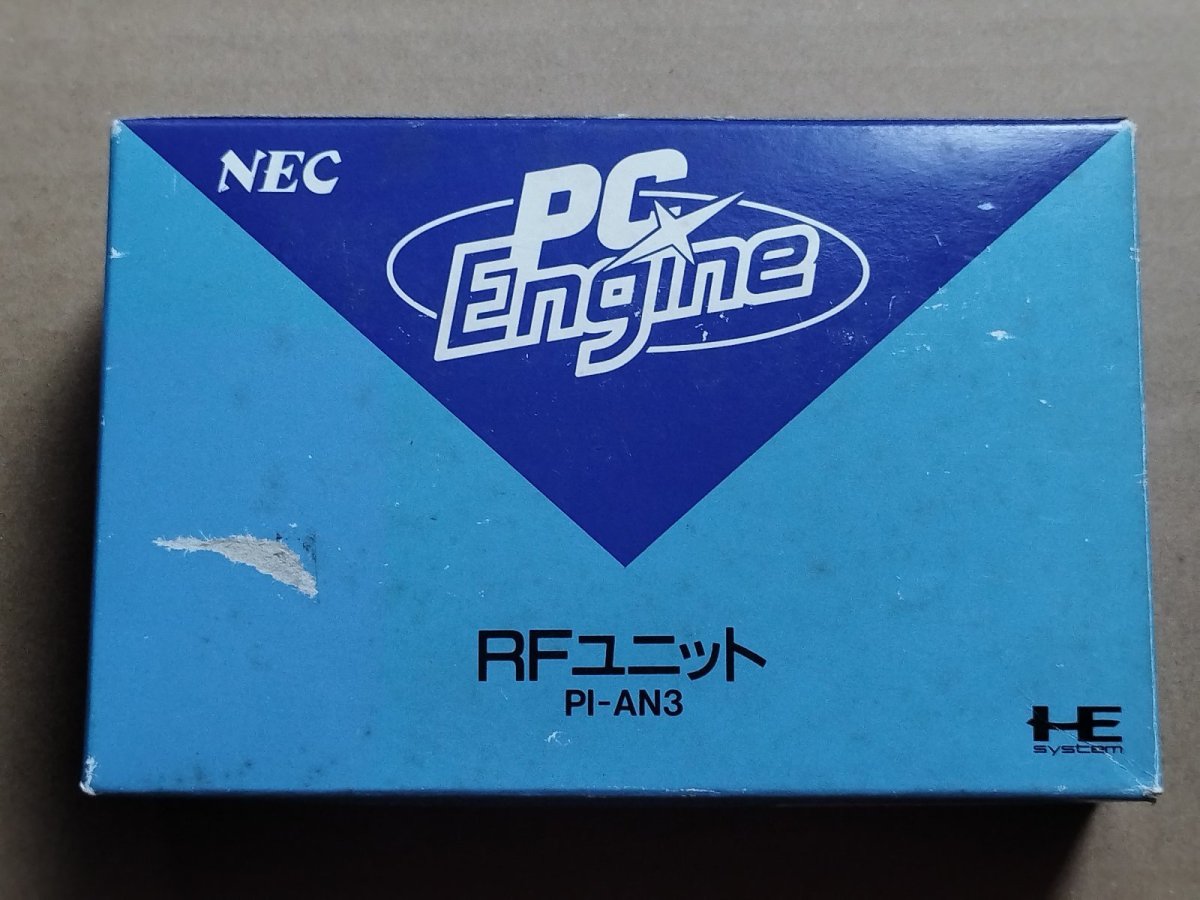 NEC
PC
Engine
RFユニット
PI-AN3
HE
system